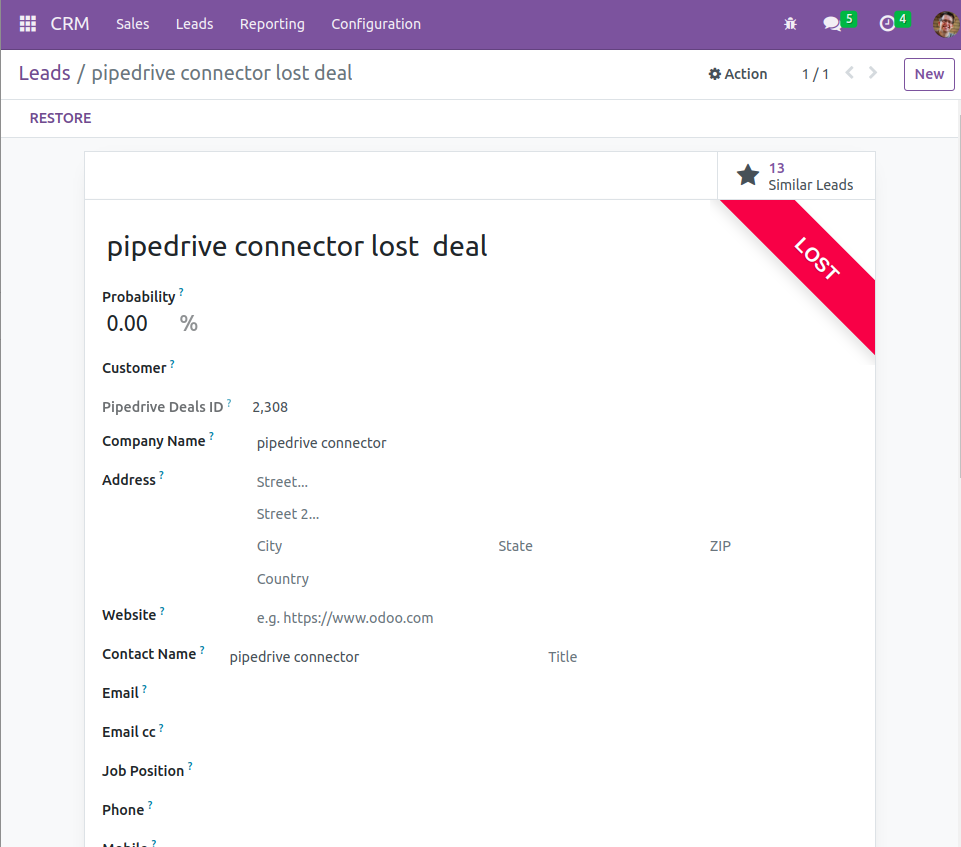 CRM Sales Leads Reporting Configuration 5 4
Leads / pipedrive connector lost deal Action 1 / 1 New
RESTORE
13
Similar Leads
LOST
pipedrive connector lost  deal
Probability ?
0.00 %
Customer ?
Pipedrive Deals ID ? 2,308
Company Name ? pipedrive connector
Address ? Street...
Street 2...
City State ZIP
Country
Website ? e.g. https://www.odoo.com
Contact Name ? pipedrive connector Title
Email ?
Email cc ?
Job Position ?
Phone ?
Mobile ?